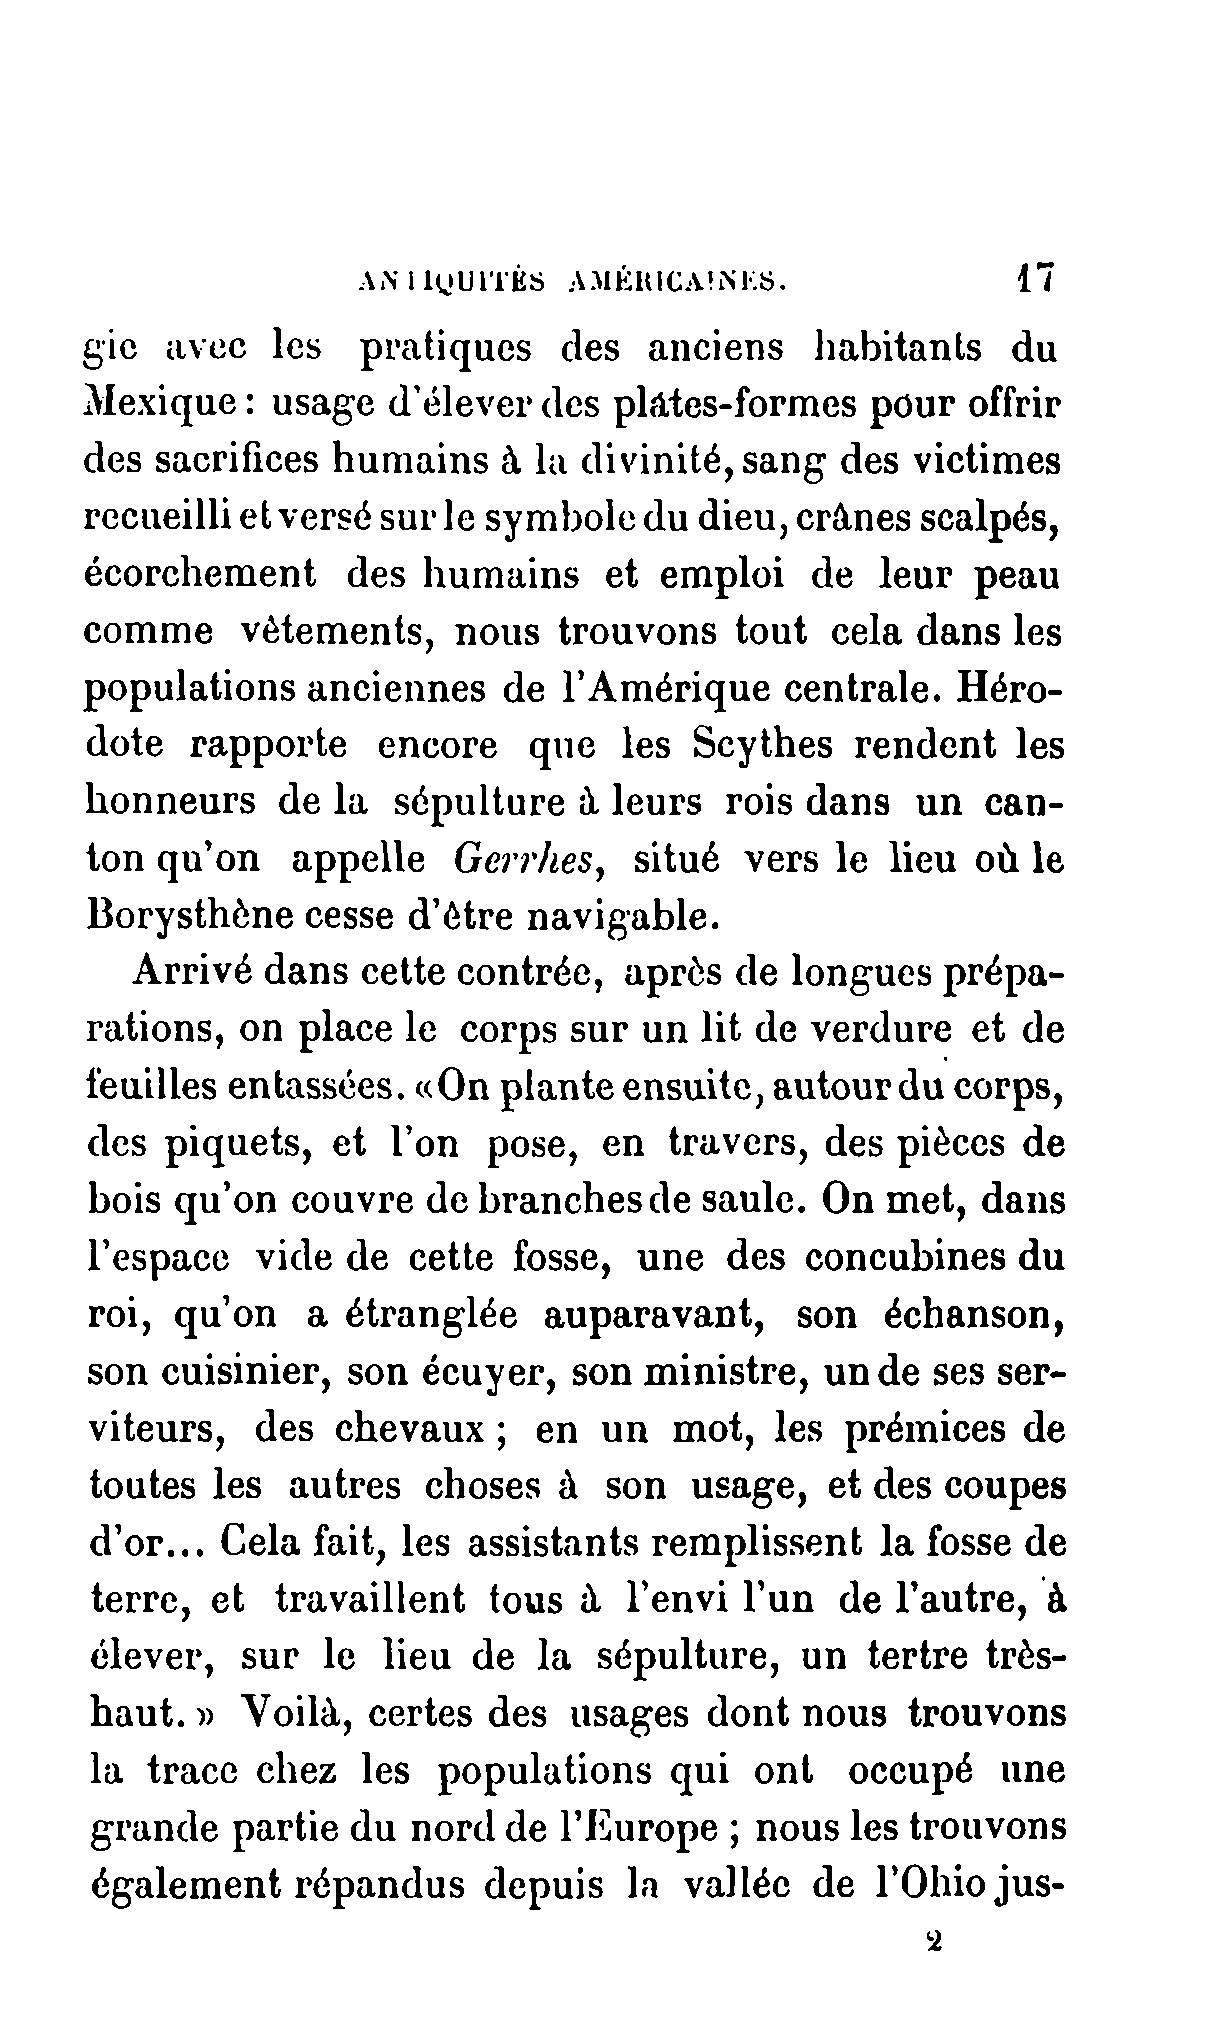 ANTIQUITÉS AMÉRICAINES. 17
gie avec les pratiques des anciens habitants du
Mexique : usage d'élever des plates-formes pour offrir
des sacrifices humains à la divinité, sang des victimes
recueilli et versé sur le symbole du dieu, crânes scalpés,
écorchement des humains et emploi de leur peau
comme vêtements, nous trouvons tout cela dans les
populations anciennes de l'Amérique centrale. Héro-
dote rapporte encore que les Scythes rendent les
honneurs de la sépulture à leurs rois dans un can-
ton qu'on appelle Gerrhes, situé vers le lieu où le
Borysthène cesse d'être navigable.
Arrivé dans cette contrée, après de longues prépa-
rations, on place le corps sur un lit de verdure et de
feuilles entassées. «On plante ensuite, autour du corps,
des piquets, et l'on pose, en travers, des pièces de
bois qu'on couvre de branches de saule. On met, dans
l'espace vide de cette fosse, une des concubines du
roi, qu'on a étranglée auparavant, son échanson,
son cuisinier, son écuyer, son ministre, un de ses ser-
viteurs, des chevaux ; en un mot, les prémices de
toutes les autres choses à son usage, et des coupes
d'or... Cela fait, les assistants remplissent la fosse de
terre, et travaillent tous à l'envi l'un de l'autre, à
élever, sur le lieu de la sépulture, un tertre très-
haut. » Voilà, certes des usages dont nous trouvons
la trace chez les populations qui ont occupé une
grande partie du nord de l'Europe ; nous les trouvons
également répandus depuis la vallée de l'Ohio jus-
2